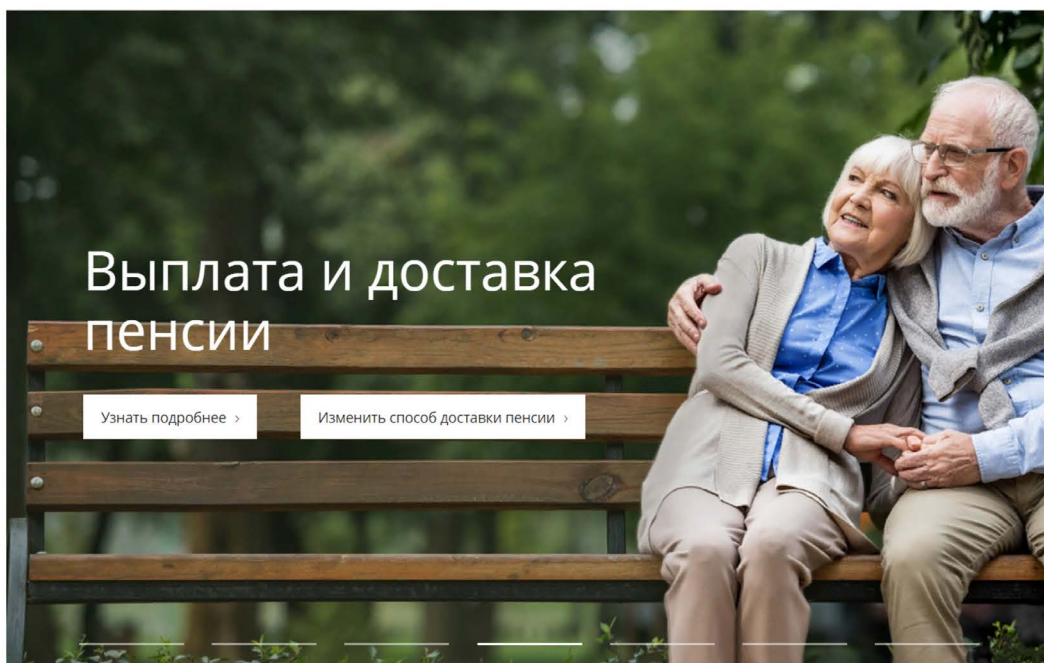 Выплата и доставка
пенсии
Узнать подробнее ›
Изменить способ доставки пенсии ›